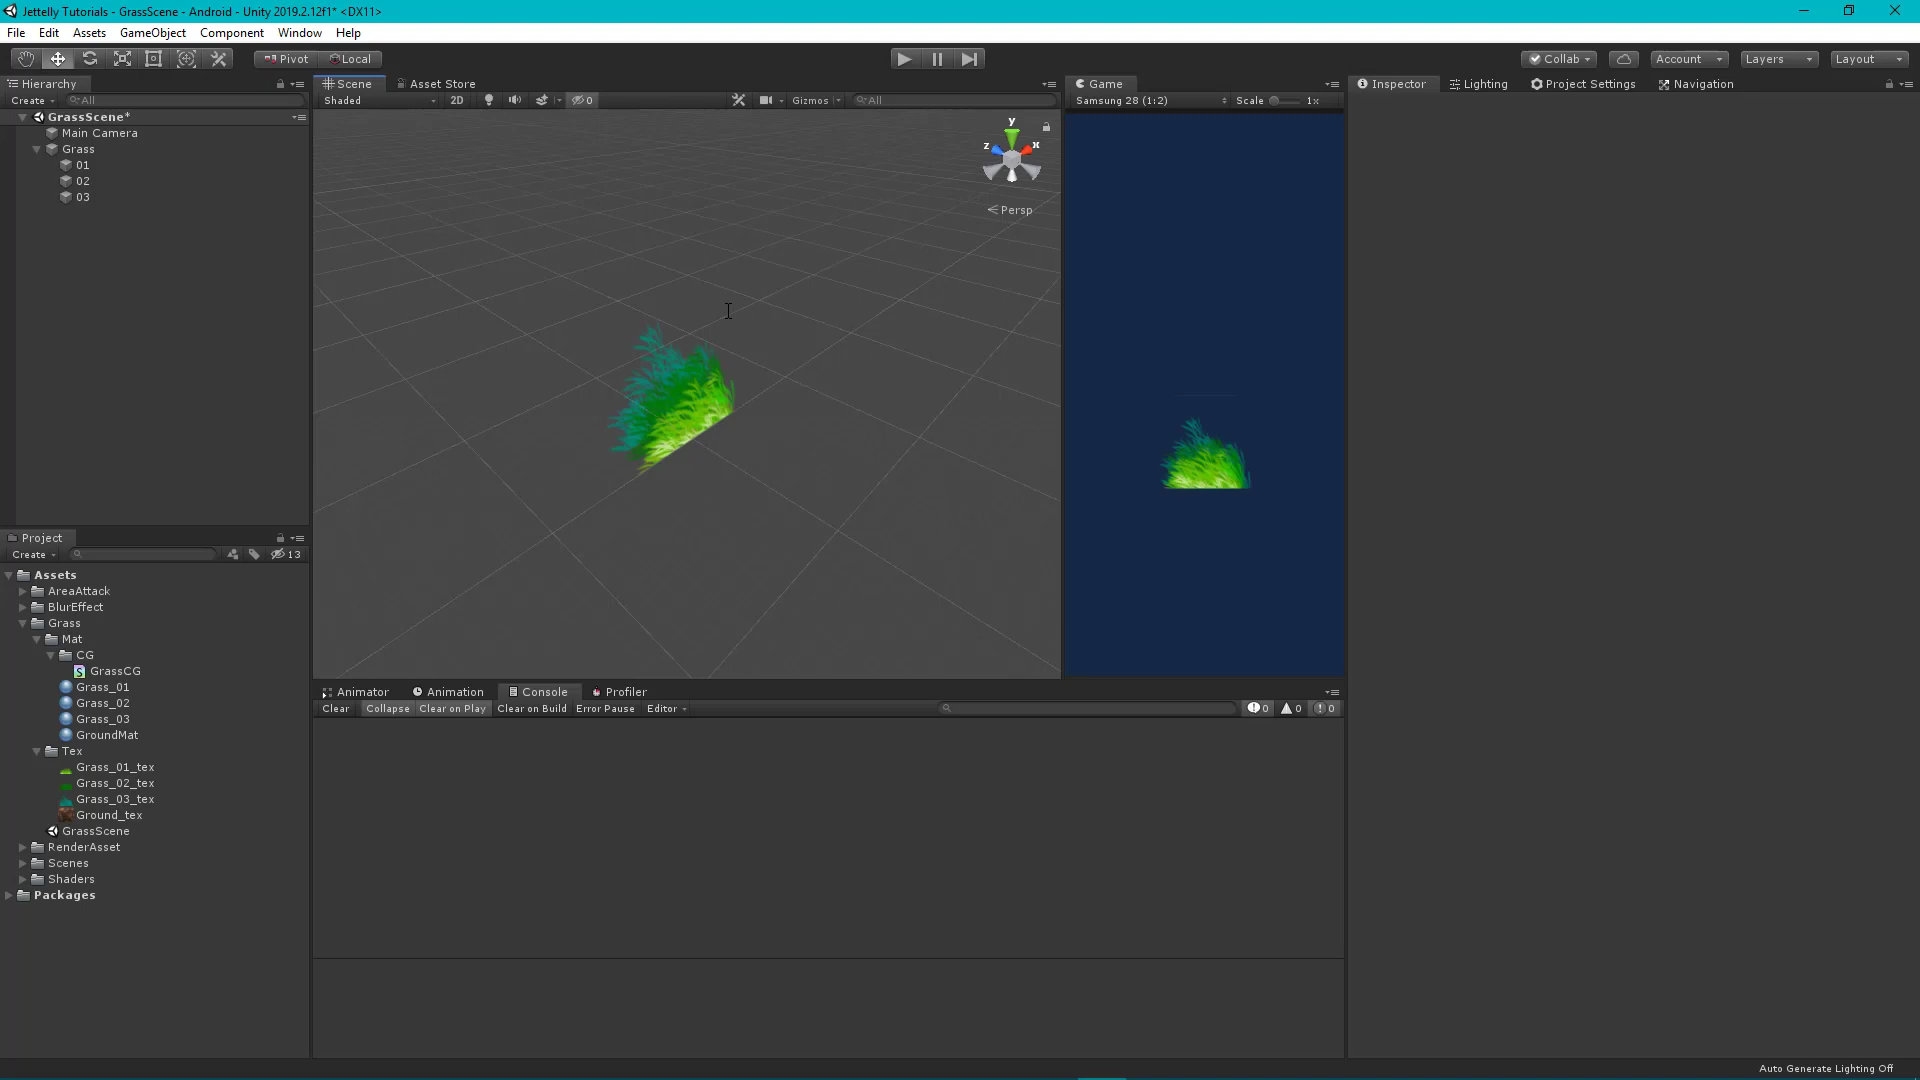 Jettelly Tutorials - GrassScene - Android - Unity 2019.2.12f1* <DX11>
File Edit Assets GameObject Component Window Help
Pivot Local Collab Account Layers Layout
Hierarchy
Create All
GrassScene*
Main Camera
Grass
01
02
03
Scene Asset Store
Shaded 2D 0 Gizmos All
y
z x
Persp
Game
Samsung 28 (1:2) Scale 1x
Inspector Lighting Project Settings Navigation
Project
Create 13
Assets
AreaAttack
BlurEffect
Grass
Mat
CG
GrassCG
Grass_01
Grass_02
Grass_03
GroundMat
Tex
Grass_01_tex
Grass_02_tex
Grass_03_tex
Ground_tex
GrassScene
RenderAsset
Scenes
Shaders
Packages
Animator Animation Console Profiler
Clear Collapse Clear on Play Clear on Build Error Pause Editor 0 0 0
Auto Generate Lighting Off